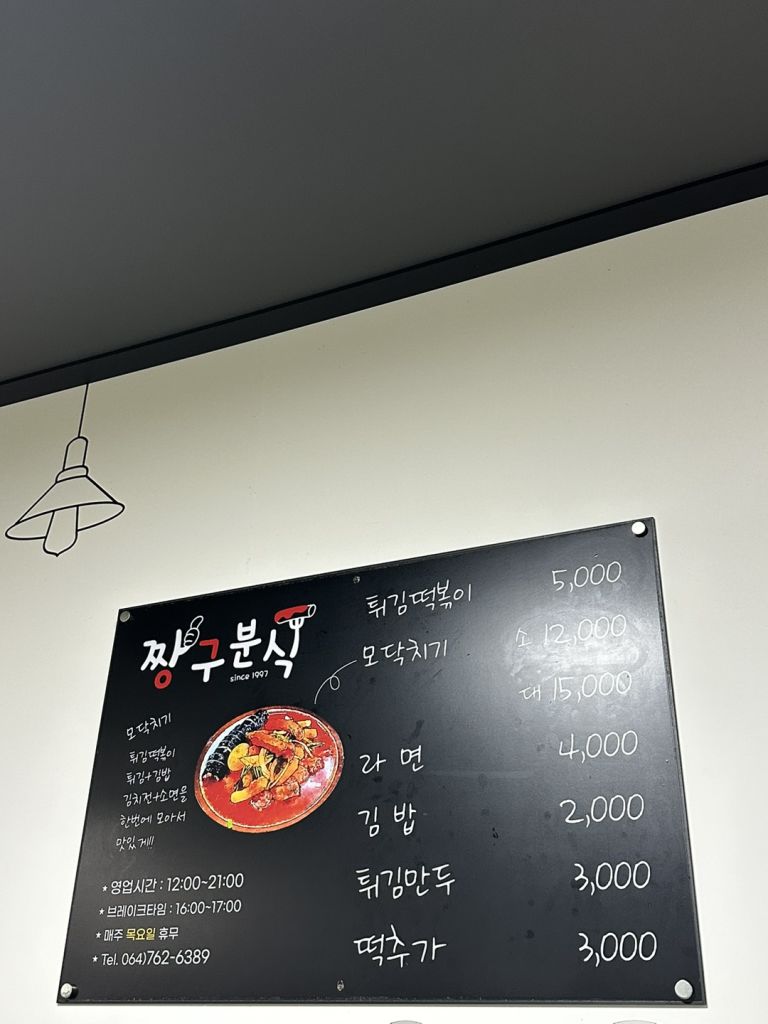 짱구분식
since 1997
모닥치기
튀김떡볶이
튀김+김밥
김치전+소면을
한번에 모아서
맛있게!!
* 영업시간 : 12:00~21:00
* 브레이크타임 : 16:00~17:00
* 매주 목요일 휴무
* Tel. 064)762-6389
튀김떡볶이 5,000
모닥치기 소 12,000
대 15,000
라면 4,000
김밥 2,000
튀김만두 3,000
떡추가 3,000